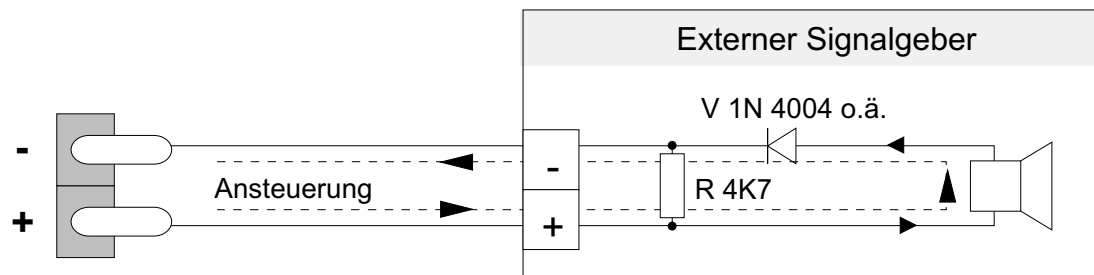 Externer Signalgeber
V 1N 4004 o.ä.
-
-
Ansteuerung
R 4K7
+
+